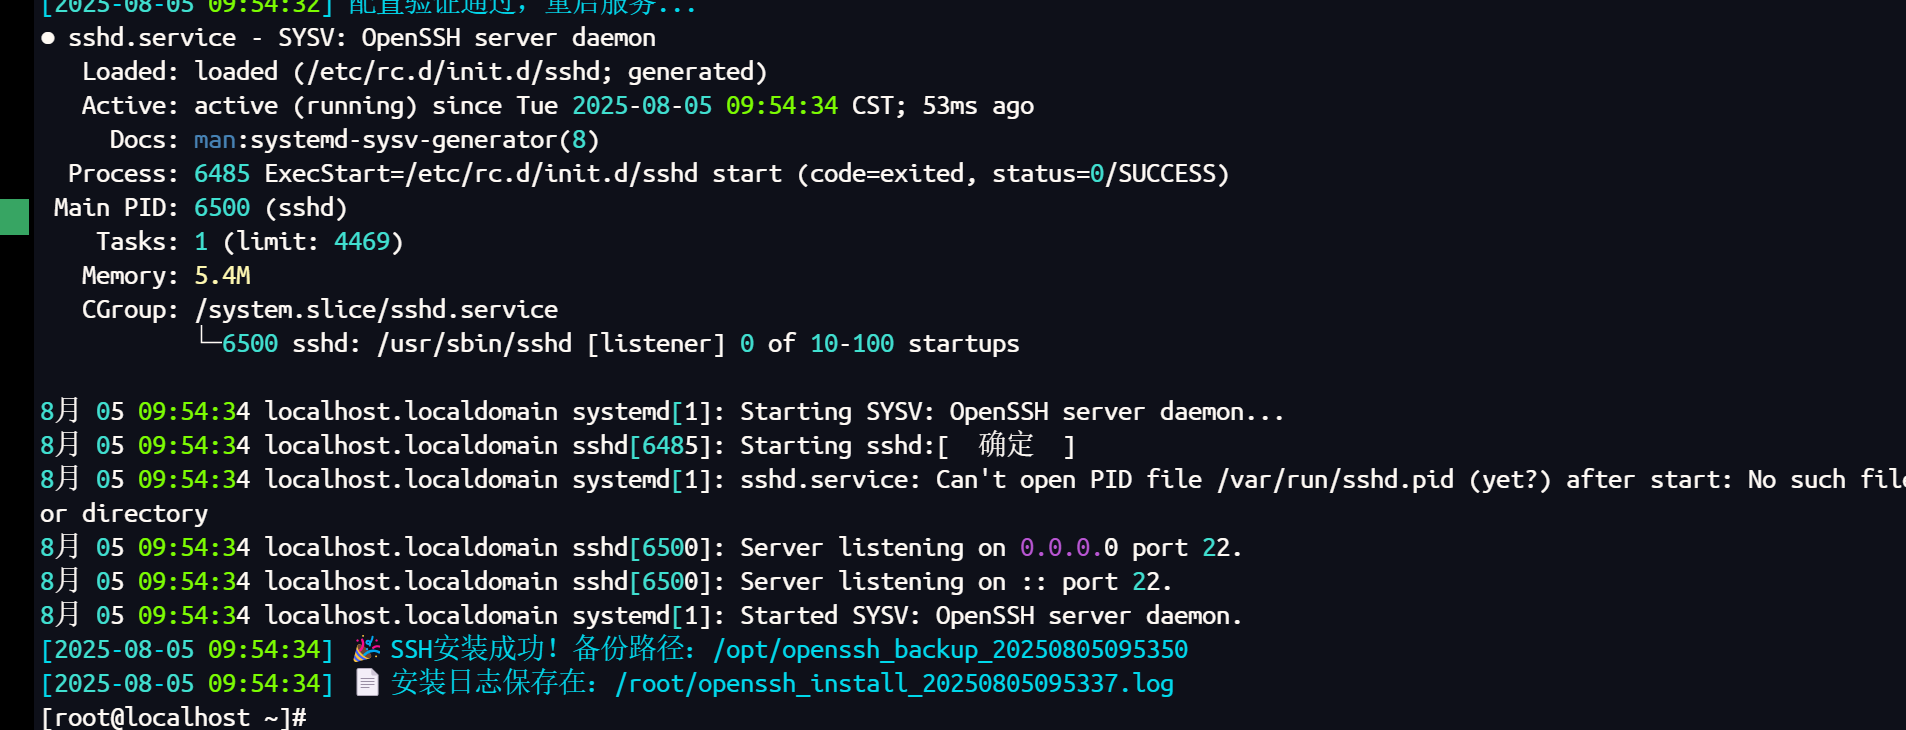 [2025-08-05 09:54:32] 配置验证通过，重启服务...
● sshd.service - SYSV: OpenSSH server daemon
   Loaded: loaded (/etc/rc.d/init.d/sshd; generated)
   Active: active (running) since Tue 2025-08-05 09:54:34 CST; 53ms ago
     Docs: man:systemd-sysv-generator(8)
  Process: 6485 ExecStart=/etc/rc.d/init.d/sshd start (code=exited, status=0/SUCCESS)
 Main PID: 6500 (sshd)
    Tasks: 1 (limit: 4469)
   Memory: 5.4M
   CGroup: /system.slice/sshd.service
           └─6500 sshd: /usr/sbin/sshd [listener] 0 of 10-100 startups
8月 05 09:54:34 localhost.localdomain systemd[1]: Starting SYSV: OpenSSH server daemon...
8月 05 09:54:34 localhost.localdomain sshd[6485]: Starting sshd:[  确定  ]
8月 05 09:54:34 localhost.localdomain systemd[1]: sshd.service: Can't open PID file /var/run/sshd.pid (yet?) after start: No such file
or directory
8月 05 09:54:34 localhost.localdomain sshd[6500]: Server listening on 0.0.0.0 port 22.
8月 05 09:54:34 localhost.localdomain sshd[6500]: Server listening on :: port 22.
8月 05 09:54:34 localhost.localdomain systemd[1]: Started SYSV: OpenSSH server daemon.
[2025-08-05 09:54:34] 🎉 SSH安装成功！备份路径：/opt/openssh_backup_20250805095350
[2025-08-05 09:54:34] 📄 安装日志保存在：/root/openssh_install_20250805095337.log
[root@localhost ~]#